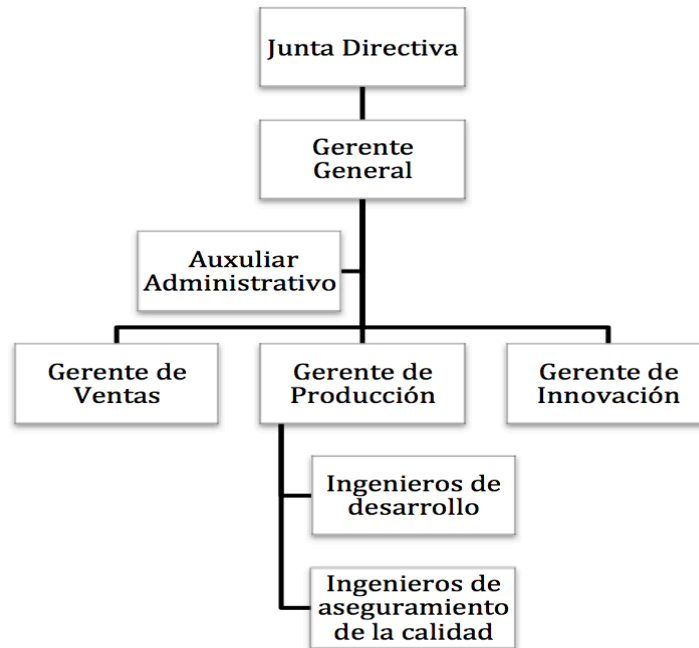 Junta Directiva
Gerente
General
Auxuliar
Administrativo
Gerente de
Ventas
Gerente de
Producción
Gerente de
Innovación
Ingenieros de
desarrollo
Ingenieros de
aseguramiento
de la calidad